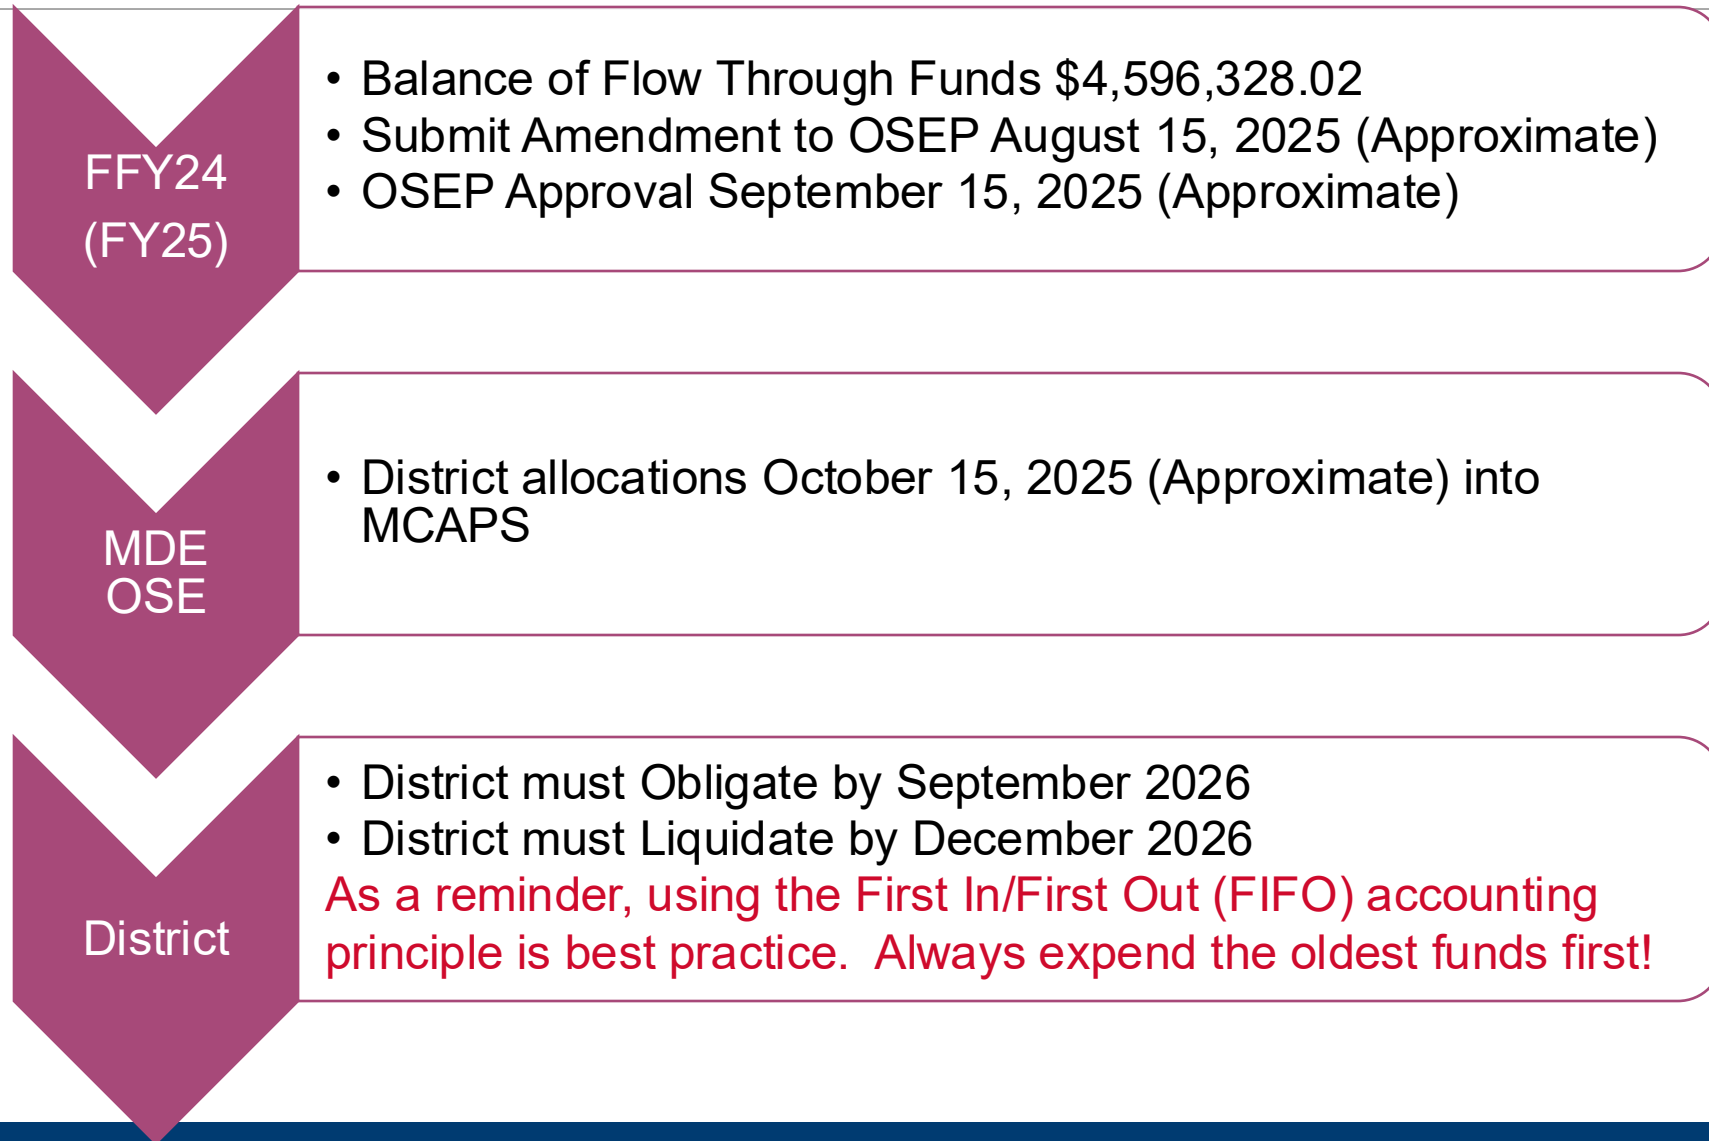 FFY24
(FY25)
• Balance of Flow Through Funds $4,596,328.02
• Submit Amendment to OSEP August 15, 2025 (Approximate)
• OSEP Approval September 15, 2025 (Approximate)
MDE
OSE
• District allocations October 15, 2025 (Approximate) into
MCAPS
District
• District must Obligate by September 2026
• District must Liquidate by December 2026
As a reminder, using the First In/First Out (FIFO) accounting
principle is best practice.  Always expend the oldest funds first!